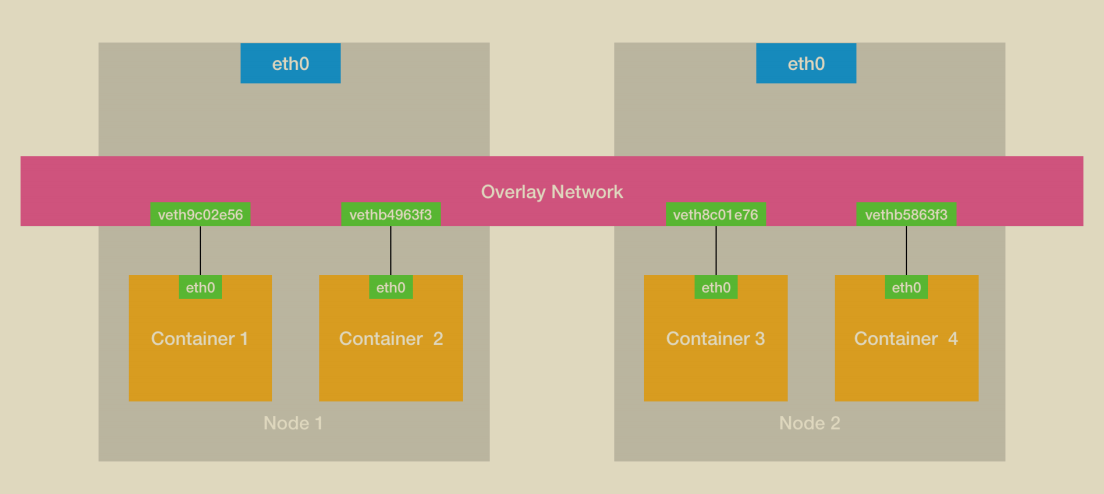 eth0
eth0
Overlay Network
veth9c02e56
vethb4963f3
veth8c01e76
vethb5863f3
eth0
eth0
eth0
eth0
Container 1
Container 2
Container 3
Container 4
Node 1
Node 2